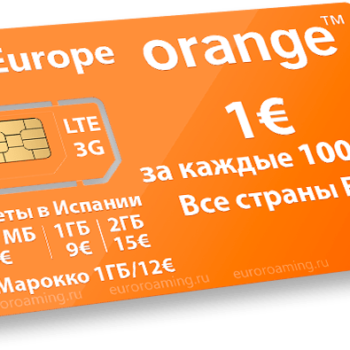 Europe orange™
LTE
3G
1€
за каждые 100
Все страны
в Испании
МБ 1ГБ 2ГБ
€ 9€ 15€
Марокко 1ГБ/12€
euroroaming.ru euroroaming.ru